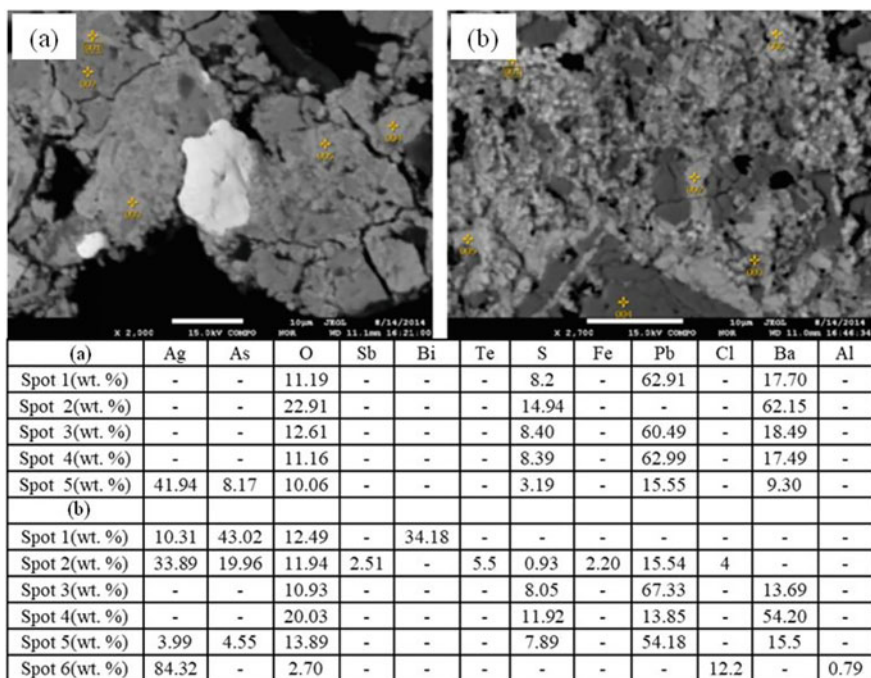 (a)
(b)
X 2,000 15.0kV COMPO NOR 10µm JEOL 8/14/2014 WD 11.1mm 16:21:00
X 2,700 15.0kV COMPO NOR 10µm JEOL 8/14/2014 WD 11.0mm 16:46:34
(a) Ag As O Sb Bi Te S Fe Pb Cl Ba Al
Spot 1(wt. %) - - 11.19 - - - 8.2 - 62.91 - 17.70 -
Spot 2(wt. %) - - 22.91 - - - 14.94 - - - 62.15 -
Spot 3(wt. %) - - 12.61 - - - 8.40 - 60.49 - 18.49 -
Spot 4(wt. %) - - 11.16 - - - 8.39 - 62.99 - 17.49 -
Spot 5(wt. %) 41.94 8.17 10.06 - - - 3.19 - 15.55 - 9.30 -
(b)
Spot 1(wt. %) 10.31 43.02 12.49 - 34.18 - - - - - - -
Spot 2(wt. %) 33.89 19.96 11.94 2.51 - 5.5 0.93 2.20 15.54 4 - -
Spot 3(wt. %) - - 10.93 - - - 8.05 - 67.33 - 13.69 -
Spot 4(wt. %) - - 20.03 - - - 11.92 - 13.85 - 54.20 -
Spot 5(wt. %) 3.99 4.55 13.89 - - - 7.89 - 54.18 - 15.5 -
Spot 6(wt. %) 84.32 - 2.70 - - - - - - 12.2 - 0.79